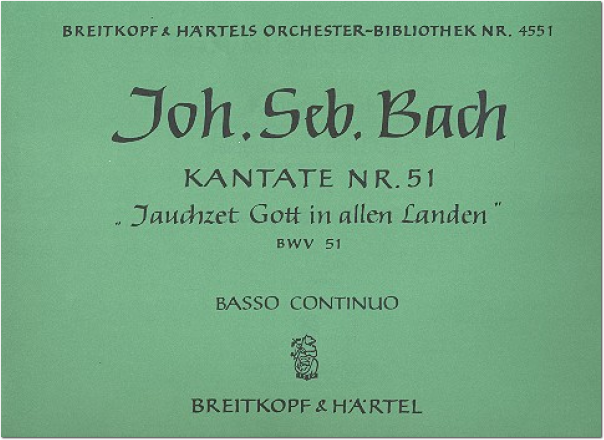 BREITKOPF & HÄRTELS ORCHESTER-BIBLIOTHEK NR. 4551
Joh. Seb. Bach
KANTATE NR. 51
„Jauchzet Gott in allen Landen"
BWV 51
BASSO CONTINUO
BREITKOPF & HÄRTEL